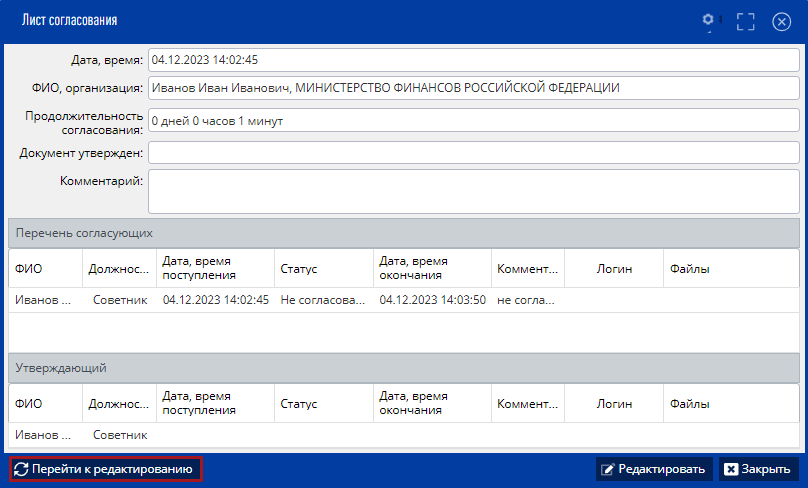 Лист согласования
Дата, время: 04.12.2023 14:02:45
ФИО, организация: Иванов Иван Иванович, МИНИСТЕРСТВО ФИНАНСОВ РОССИЙСКОЙ ФЕДЕРАЦИИ
Продолжительность
согласования: 0 дней 0 часов 1 минут
Документ утвержден:
Комментарий:
Перечень согласующих
ФИО Должнос... Дата, время поступления Статус Дата, время окончания Коммент... Логин Файлы
Иванов ... Советник 04.12.2023 14:02:45 Не согласова... 04.12.2023 14:03:50 не согла...
Утверждающий
ФИО Должнос... Дата, время поступления Статус Дата, время окончания Коммент... Логин Файлы
Иванов ... Советник
Перейти к редактированию Редактировать Закрыть